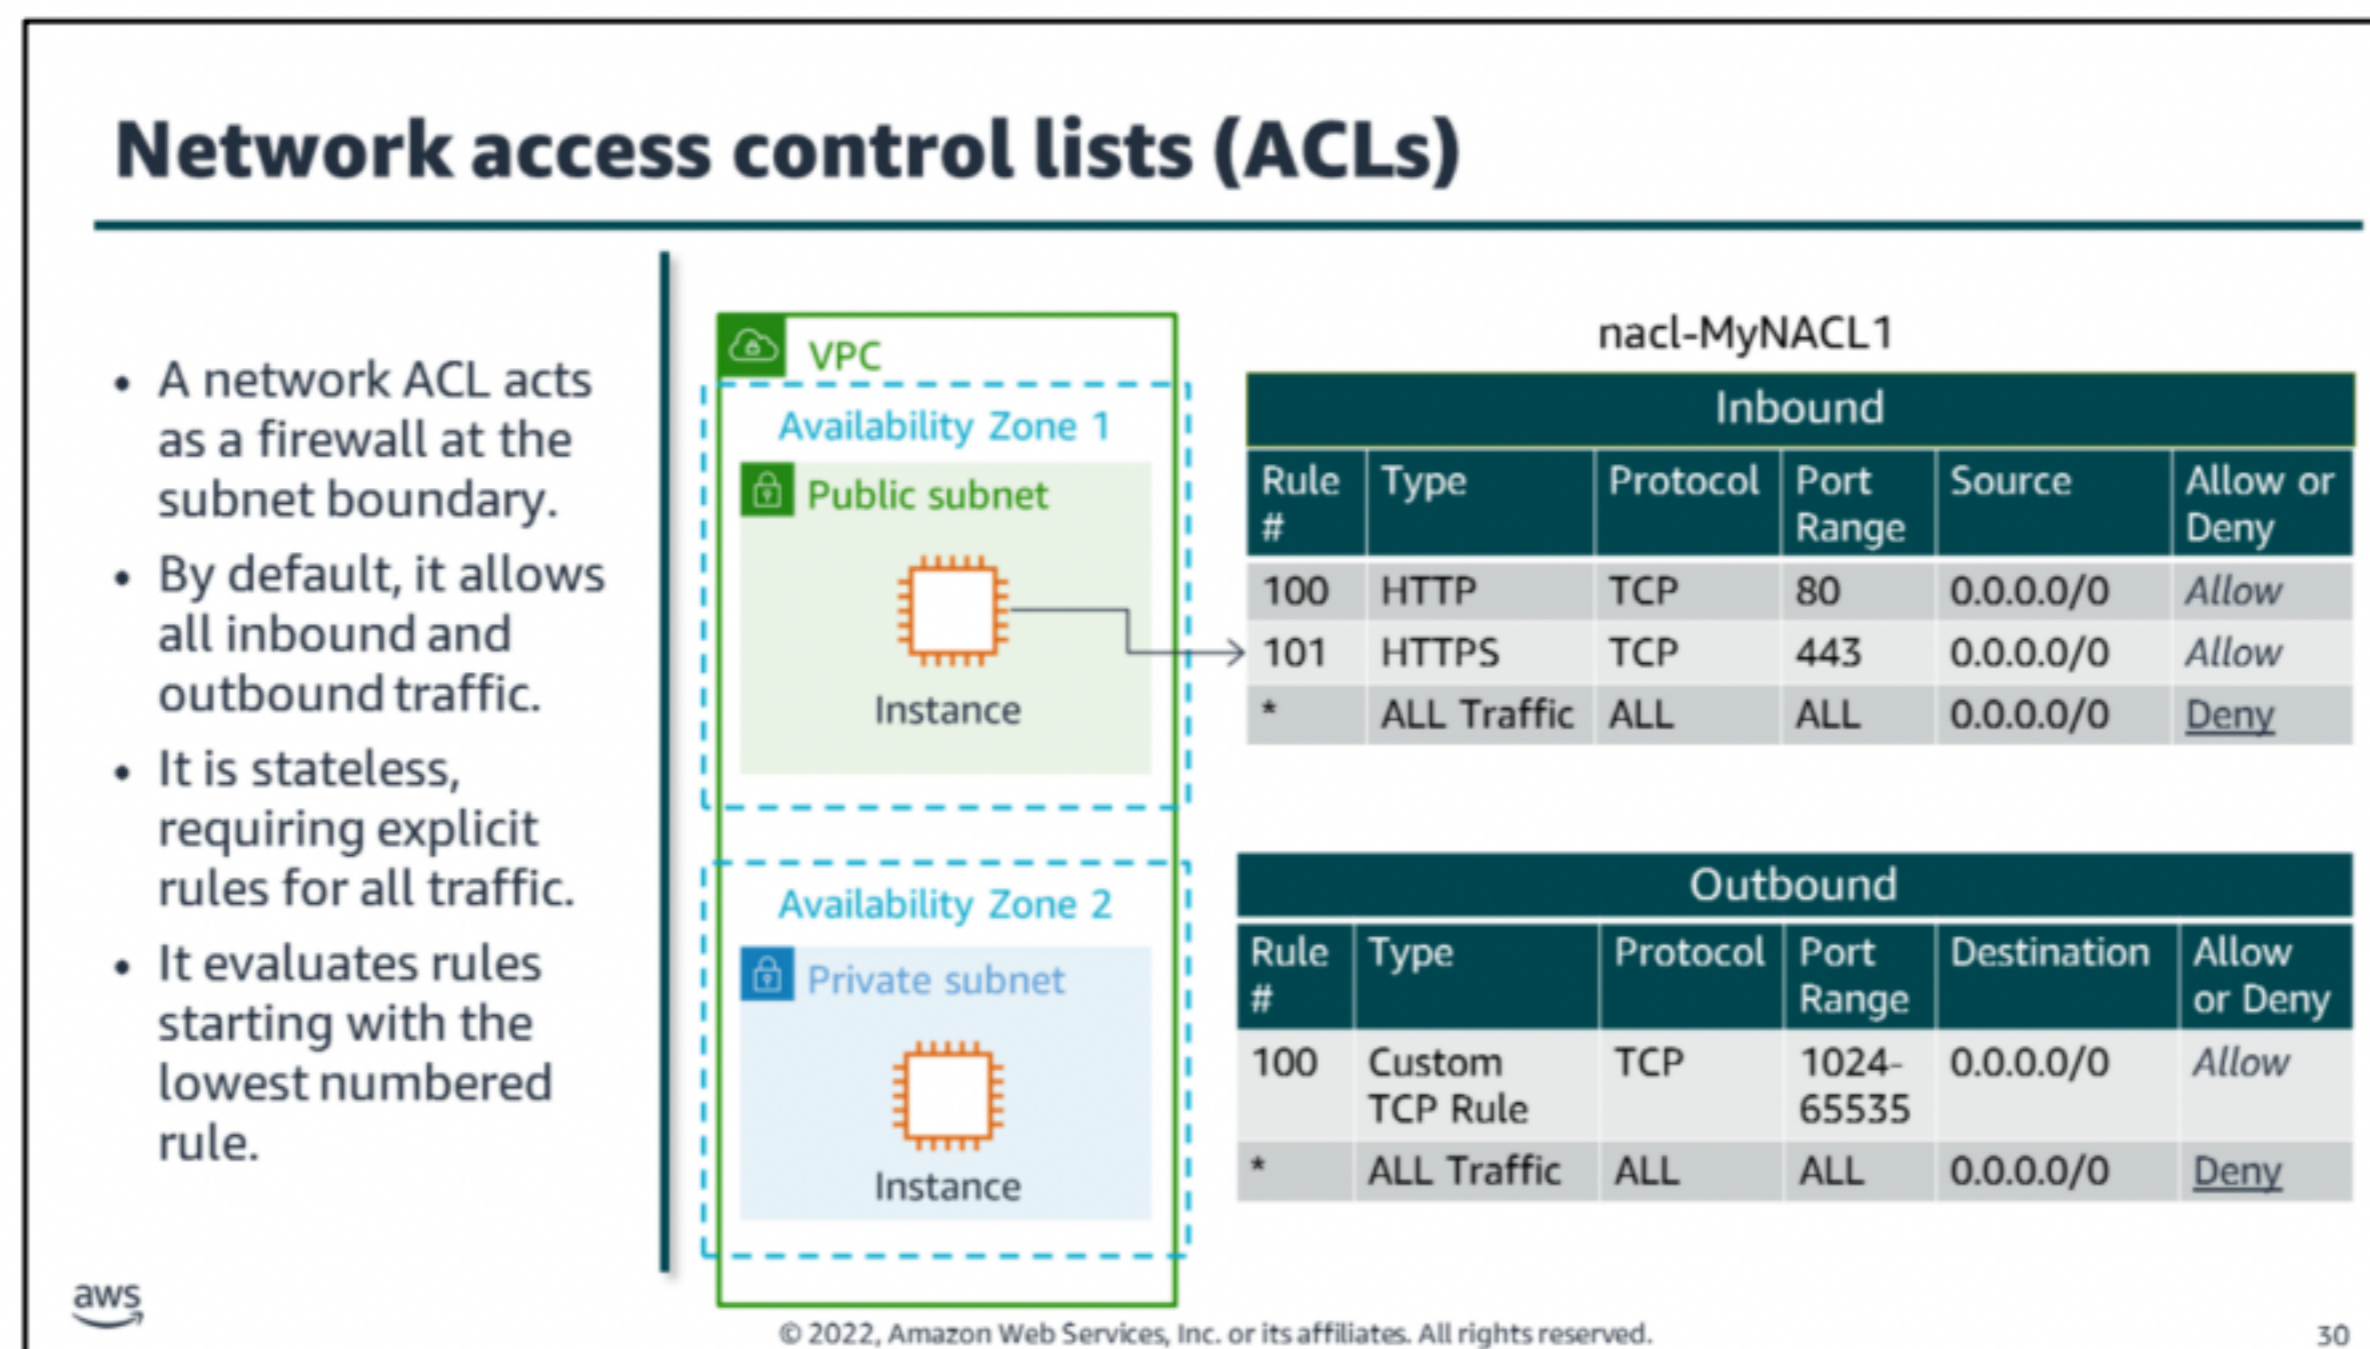 Network access control lists (ACLs)
• A network ACL acts
as a firewall at the
subnet boundary.
• By default, it allows
all inbound and
outbound traffic.
• It is stateless,
requiring explicit
rules for all traffic.
• It evaluates rules
starting with the
lowest numbered
rule.
VPC
Availability Zone 1
Public subnet
Instance
Availability Zone 2
Private subnet
Instance
nacl-MyNACL1
Inbound
Rule # Type Protocol Port Range Source Allow or Deny
100 HTTP TCP 80 0.0.0.0/0 Allow
101 HTTPS TCP 443 0.0.0.0/0 Allow
* ALL Traffic ALL ALL 0.0.0.0/0 Deny
Outbound
Rule # Type Protocol Port Range Destination Allow or Deny
100 Custom TCP Rule TCP 1024-65535 0.0.0.0/0 Allow
* ALL Traffic ALL ALL 0.0.0.0/0 Deny
aws
© 2022, Amazon Web Services, Inc. or its affiliates. All rights reserved.
30